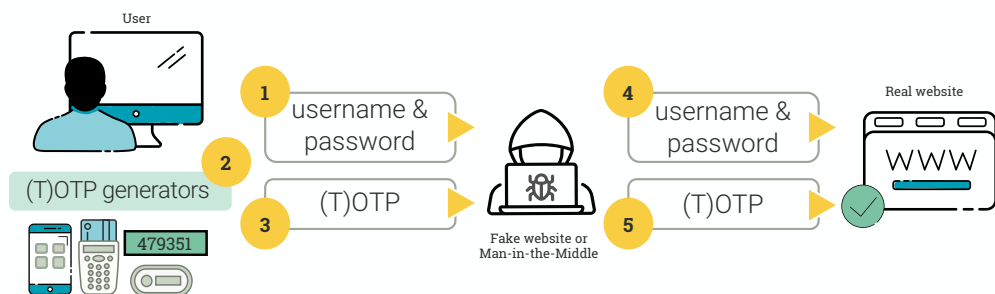 User
1
username &
password
2
(T)OTP generators
3
(T)OTP
479351
Fake website or
Man-in-the-Middle
4
username &
password
5
(T)OTP
Real website
WWW